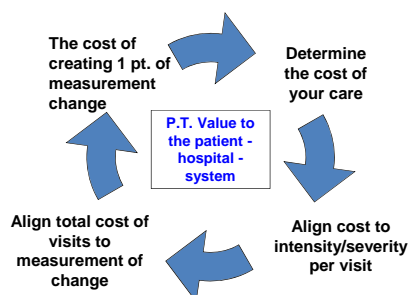 The cost of
creating 1 pt. of
measurement
change
Determine
the cost of
your care
P.T. Value to
the patient -
hospital -
system
Align total cost of
visits to
measurement of
change
Align cost to
intensity/severity
per visit